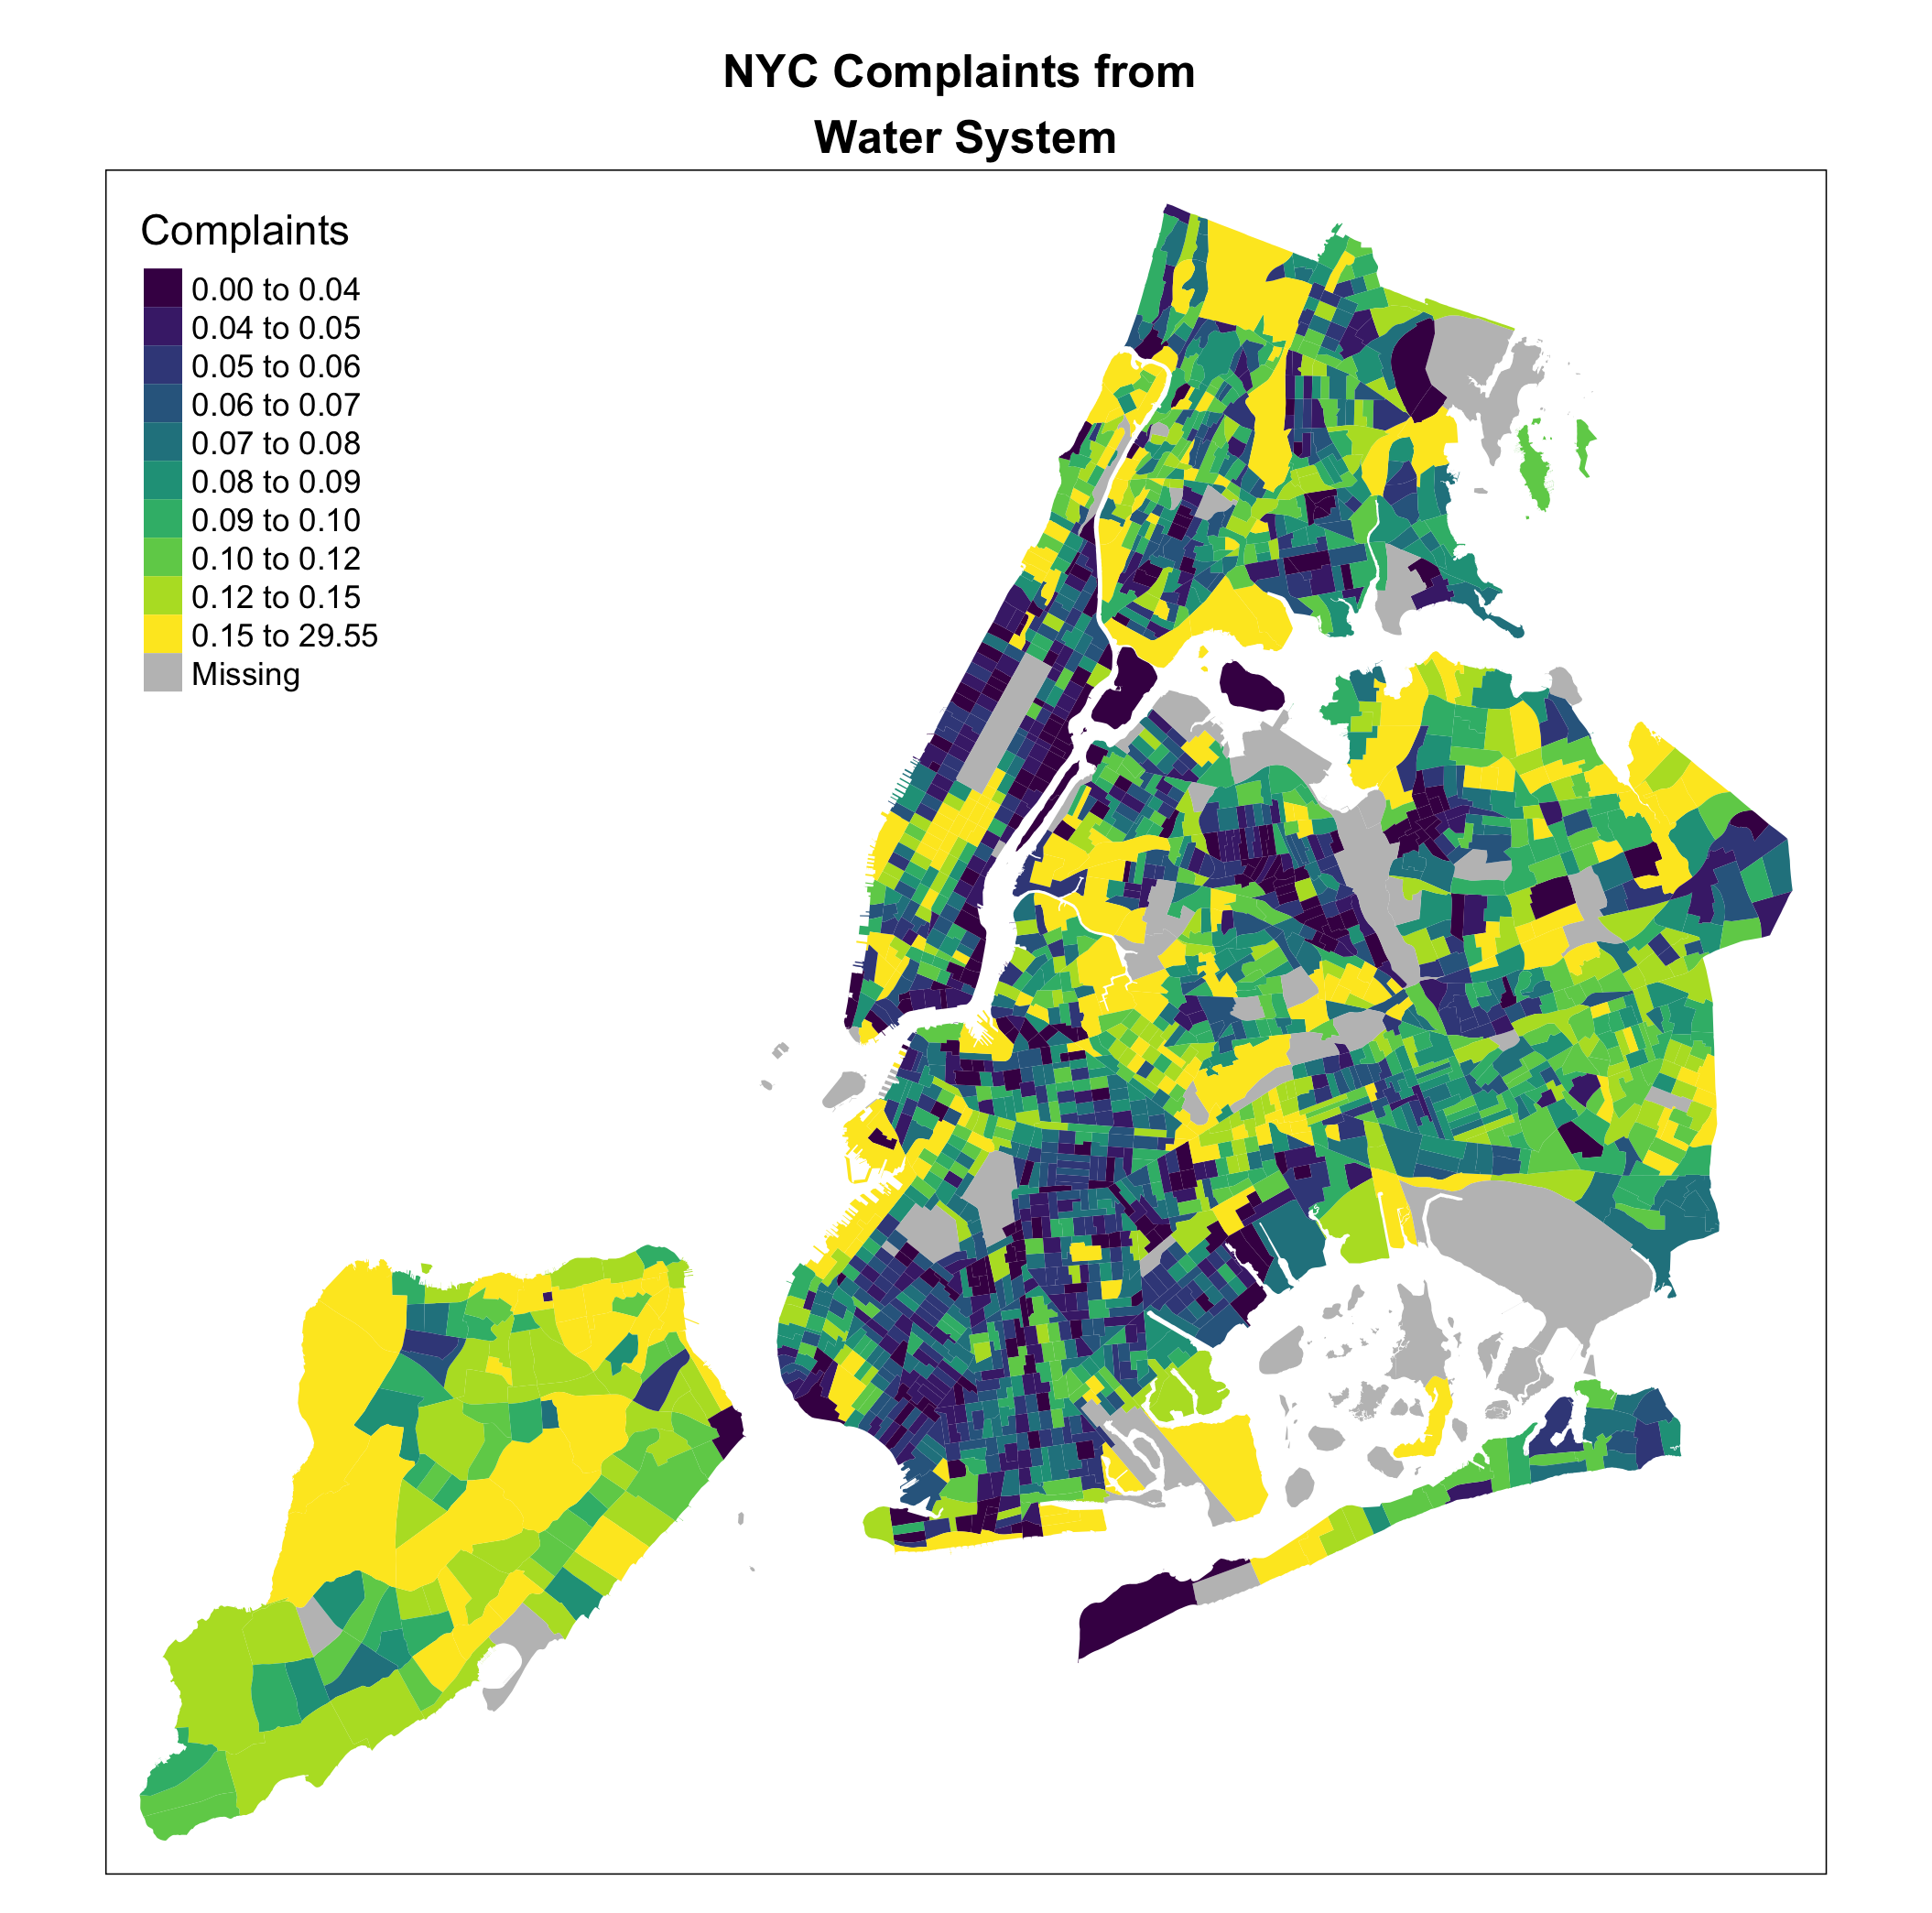 NYC Complaints from
Water System
Complaints
0.00 to 0.04
0.04 to 0.05
0.05 to 0.06
0.06 to 0.07
0.07 to 0.08
0.08 to 0.09
0.09 to 0.10
0.10 to 0.12
0.12 to 0.15
0.15 to 29.55
Missing